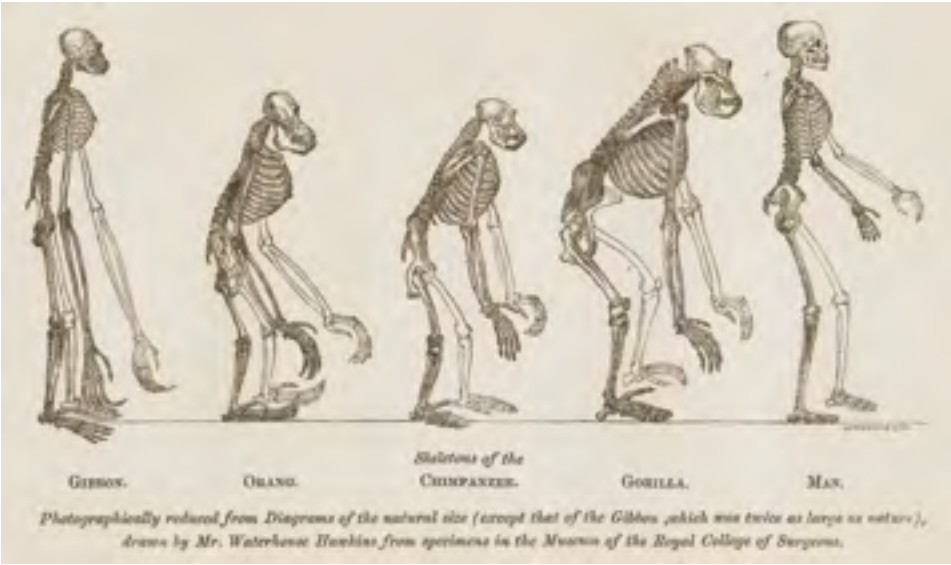 Skeletons of the
GIBBON. ORANG. CHIMPANZEE. GORILLA. MAN.
Photographically reduced from Diagrams of the natural size (except that of the Gibbon, which was twice as large as nature),
drawn by Mr. Waterhouse Hawkins from specimens in the Museum of the Royal College of Surgeons.